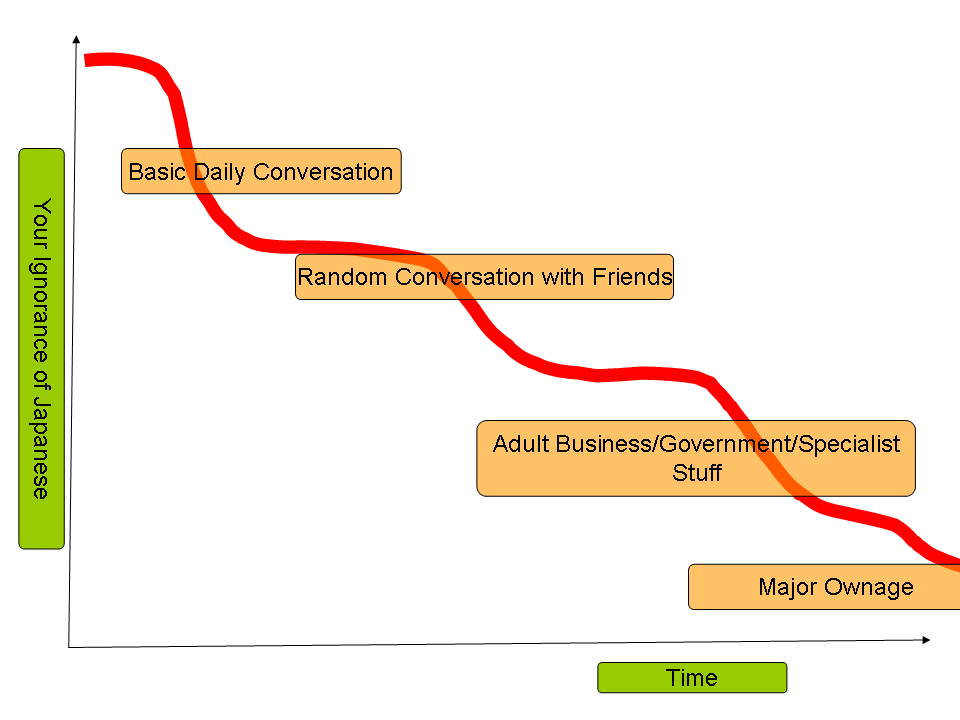 Your Ignorance of Japanese
Basic Daily Conversation
Random Conversation with Friends
Adult Business/Government/Specialist
Stuff
Major Ownage
Time